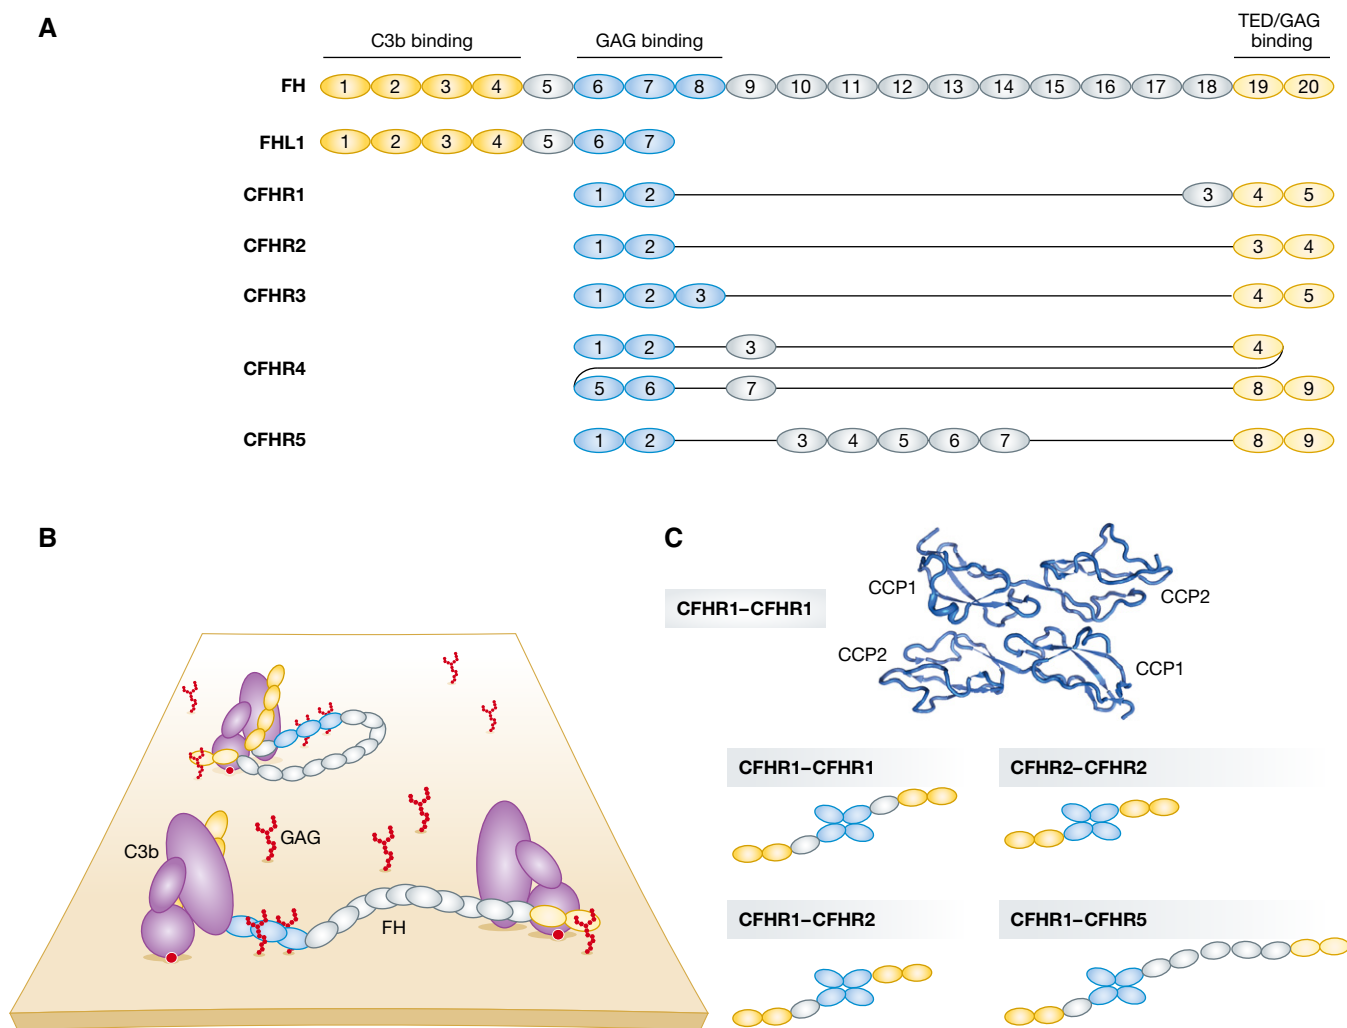 A
C3b binding
GAG binding
TED/GAG
binding
FH 1 2 3 4 5 6 7 8 9 10 11 12 13 14 15 16 17 18 19 20
FHL1 1 2 3 4 5 6 7
CFHR1 1 2 3 4 5
CFHR2 1 2 3 4
CFHR3 1 2 3 4 5
1 2 3 4
CFHR4
5 6 7 8 9
CFHR5 1 2 3 4 5 6 7 8 9
B
C3b
GAG
FH
C
CFHR1–CFHR1
CCP1
CCP2
CCP2
CCP1
CFHR1–CFHR1
CFHR2–CFHR2
CFHR1–CFHR2
CFHR1–CFHR5